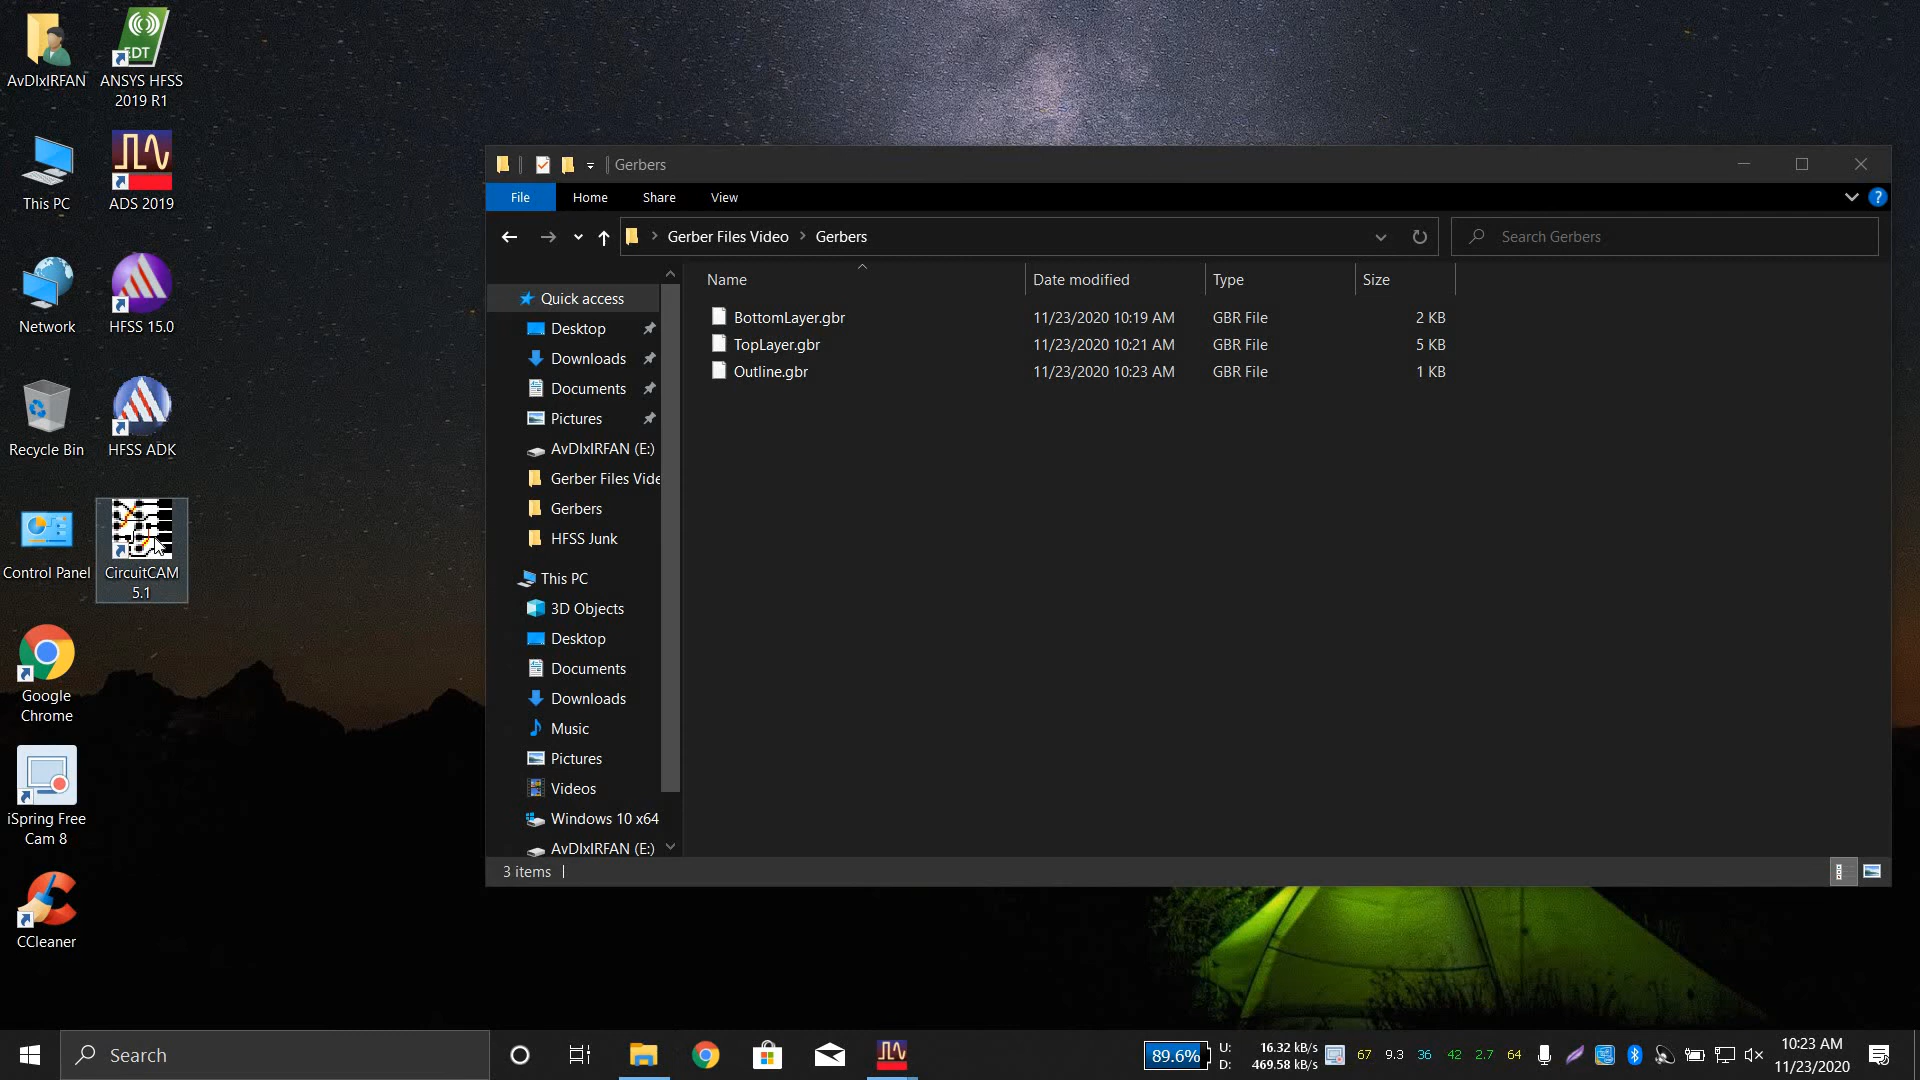 AvDIxIRFAN
EDT
ANSYS HFSS
2019 R1
This PC
ADS 2019
Network
HFSS 15.0
Recycle Bin
HFSS ADK
Control Panel
CircuitCAM
5.1
Google
Chrome
iSpring Free
Cam 8
CCleaner
Gerbers
File Home Share View
Gerber Files Video > Gerbers
Search Gerbers
Name Date modified Type Size
BottomLayer.gbr 11/23/2020 10:19 AM GBR File 2 KB
TopLayer.gbr 11/23/2020 10:21 AM GBR File 5 KB
Outline.gbr 11/23/2020 10:23 AM GBR File 1 KB
Quick access
Desktop
Downloads
Documents
Pictures
AvDIxIRFAN (E:)
Gerber Files Vide
Gerbers
HFSS Junk
This PC
3D Objects
Desktop
Documents
Downloads
Music
Pictures
Videos
Windows 10 x64
AvDIxIRFAN (E:)
3 items
Search
89.6%
U: 16.32 kB/s
D: 469.58 kB/s
67 9.3 36 42 2.7 64
10:23 AM
11/23/2020